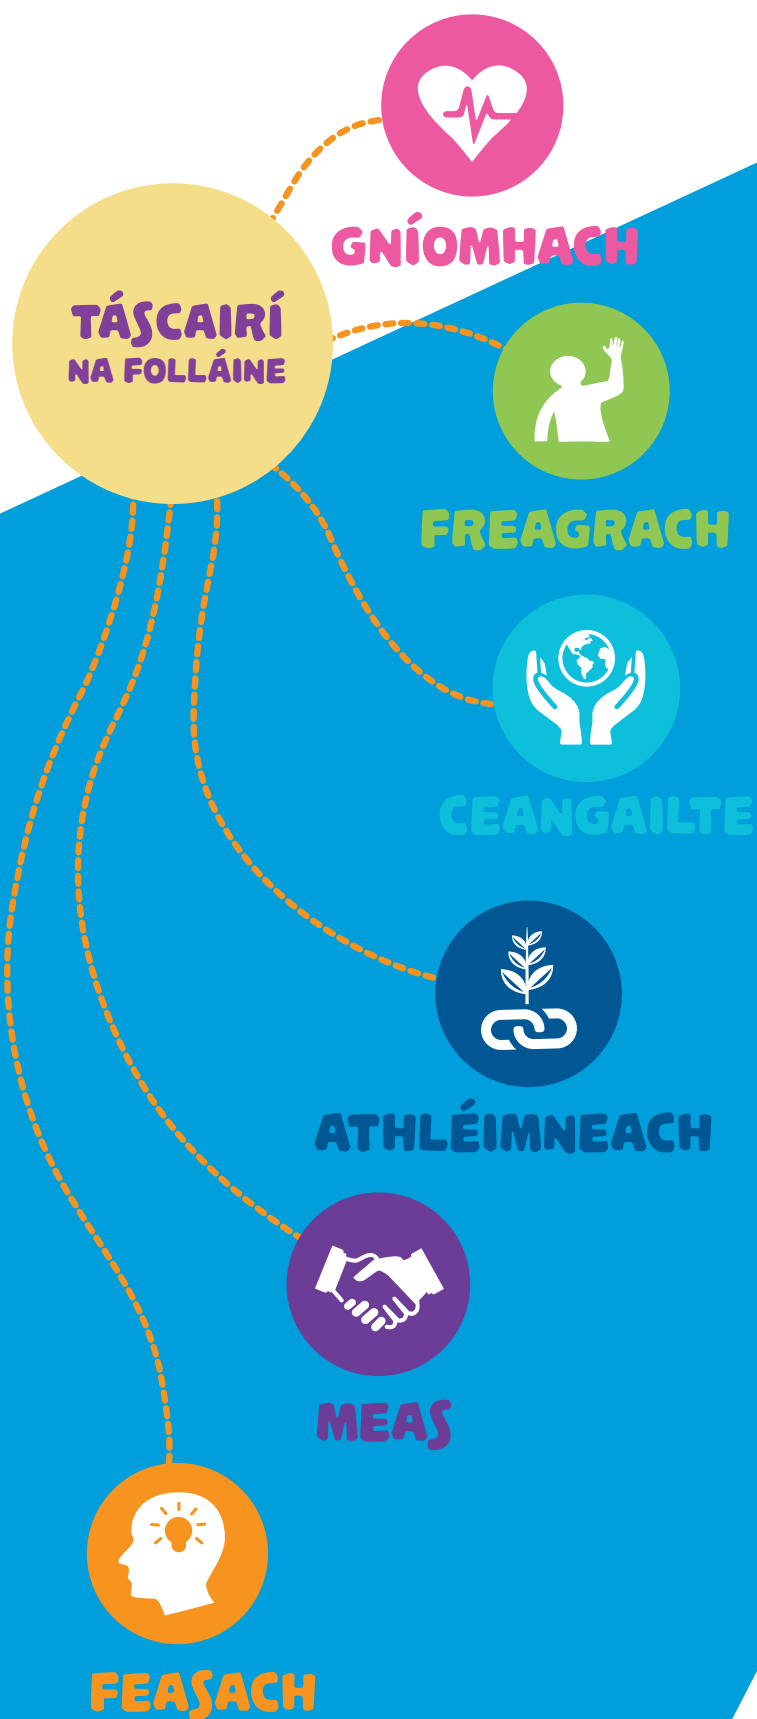 GNÍOMHACH
TÁSCAIRÍ
NA FOLLÁINE
FREAGRACH
CEANGAILTE
ATHLÉIMNEACH
MEAS
FEASACH